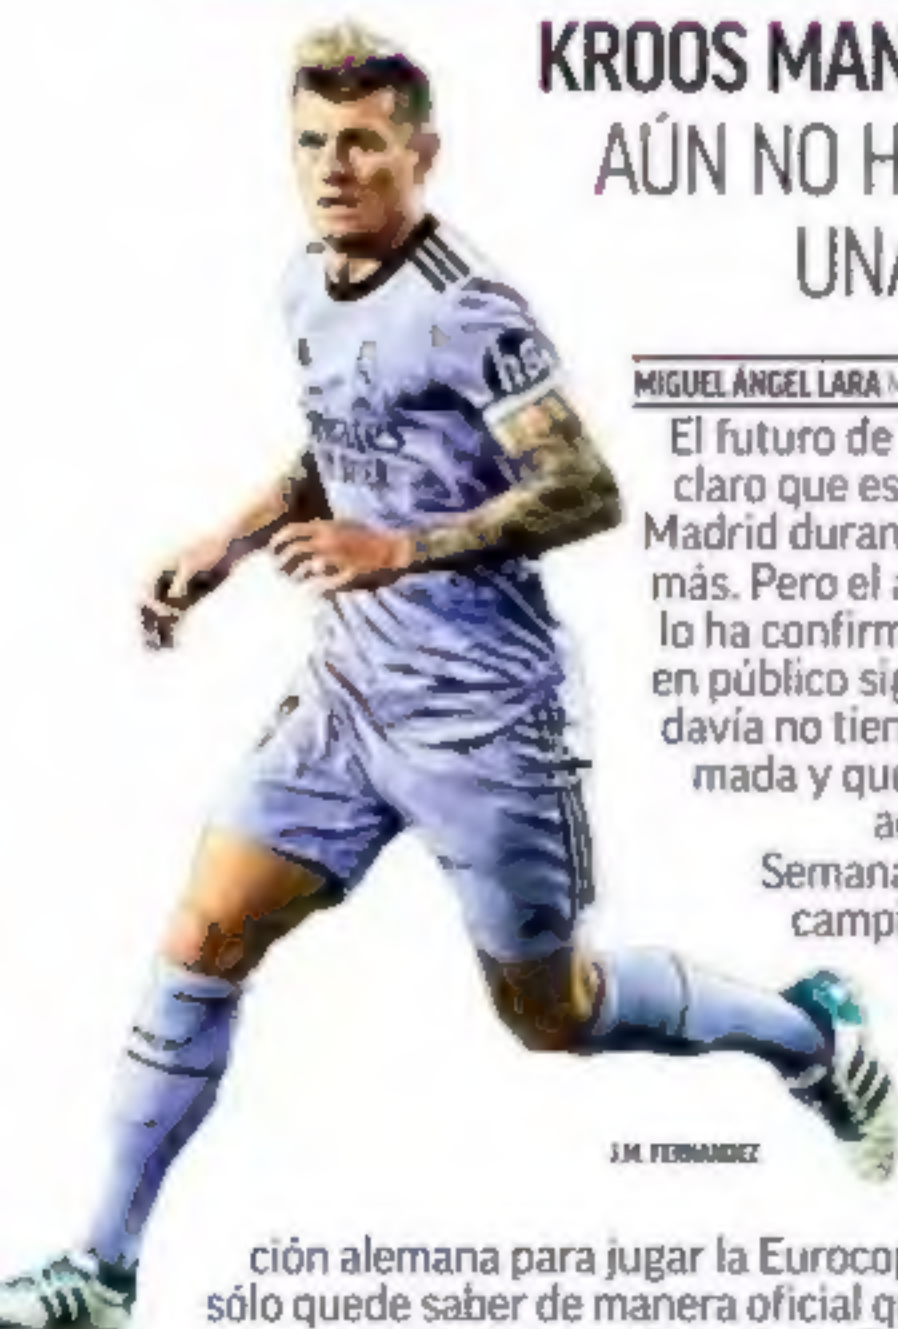 KROOS MAN
AÚN NO H
UNA
MIGUEL ÁNGEL LARA
El futuro de
claro que es
Madrid duran
más. Pero el a
lo ha confirm
en público sig
davía no tien
mada y que
a
Semana
camp
J.M. FERNANDEZ
ción alemana para jugar la Euroco
sólo quede saber de manera oficial q